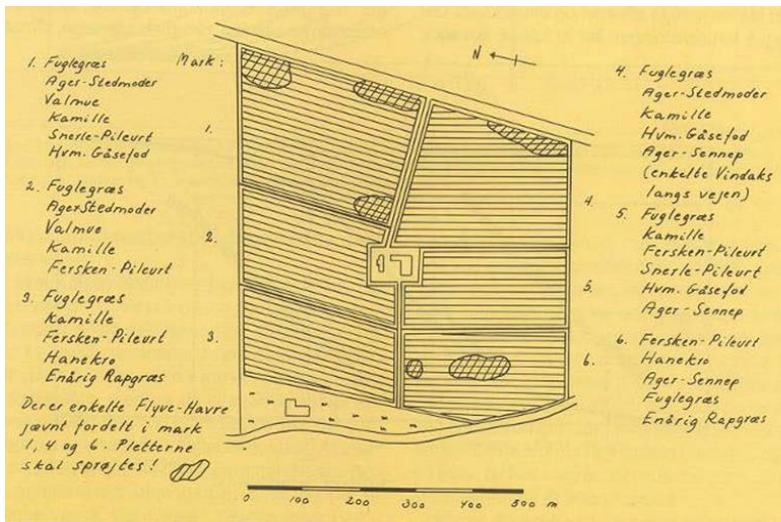 1. Fuglegræs
Ager-Stedmoder
Valmue
Kamille
Snerle-Pileurt
Hvm. Gåsefod
2. Fuglegræs
AgerStedmoder
Valmue
Kamille
Fersken-Pileurt
3. Fuglegræs
Kamille
Fersken-Pileurt
Hanekro
Enårig Rapgræs
Der er enkelte Flyve-Havre
jævnt fordelt i mark
1, 4 og 6. Pletterne
skal sprøjtes!
Mark:
1.
2.
3.
N
4.
5.
6.
4. Fuglegræs
Ager-Stedmoder
Kamille
Hvm. Gåsefod
Ager-Sennep
(enkelte Vindaks
langs vejen)
5. Fuglegræs
Kamille
Fersken-Pileurt
Snerle-Pileurt
Hvm. Gåsefod
Ager-Sennep
6. Fersken-Pileurt
Hanekro
Ager-Sennep
Fuglegræs
Enårig Rapgræs
0 100 200 300 400 500 m